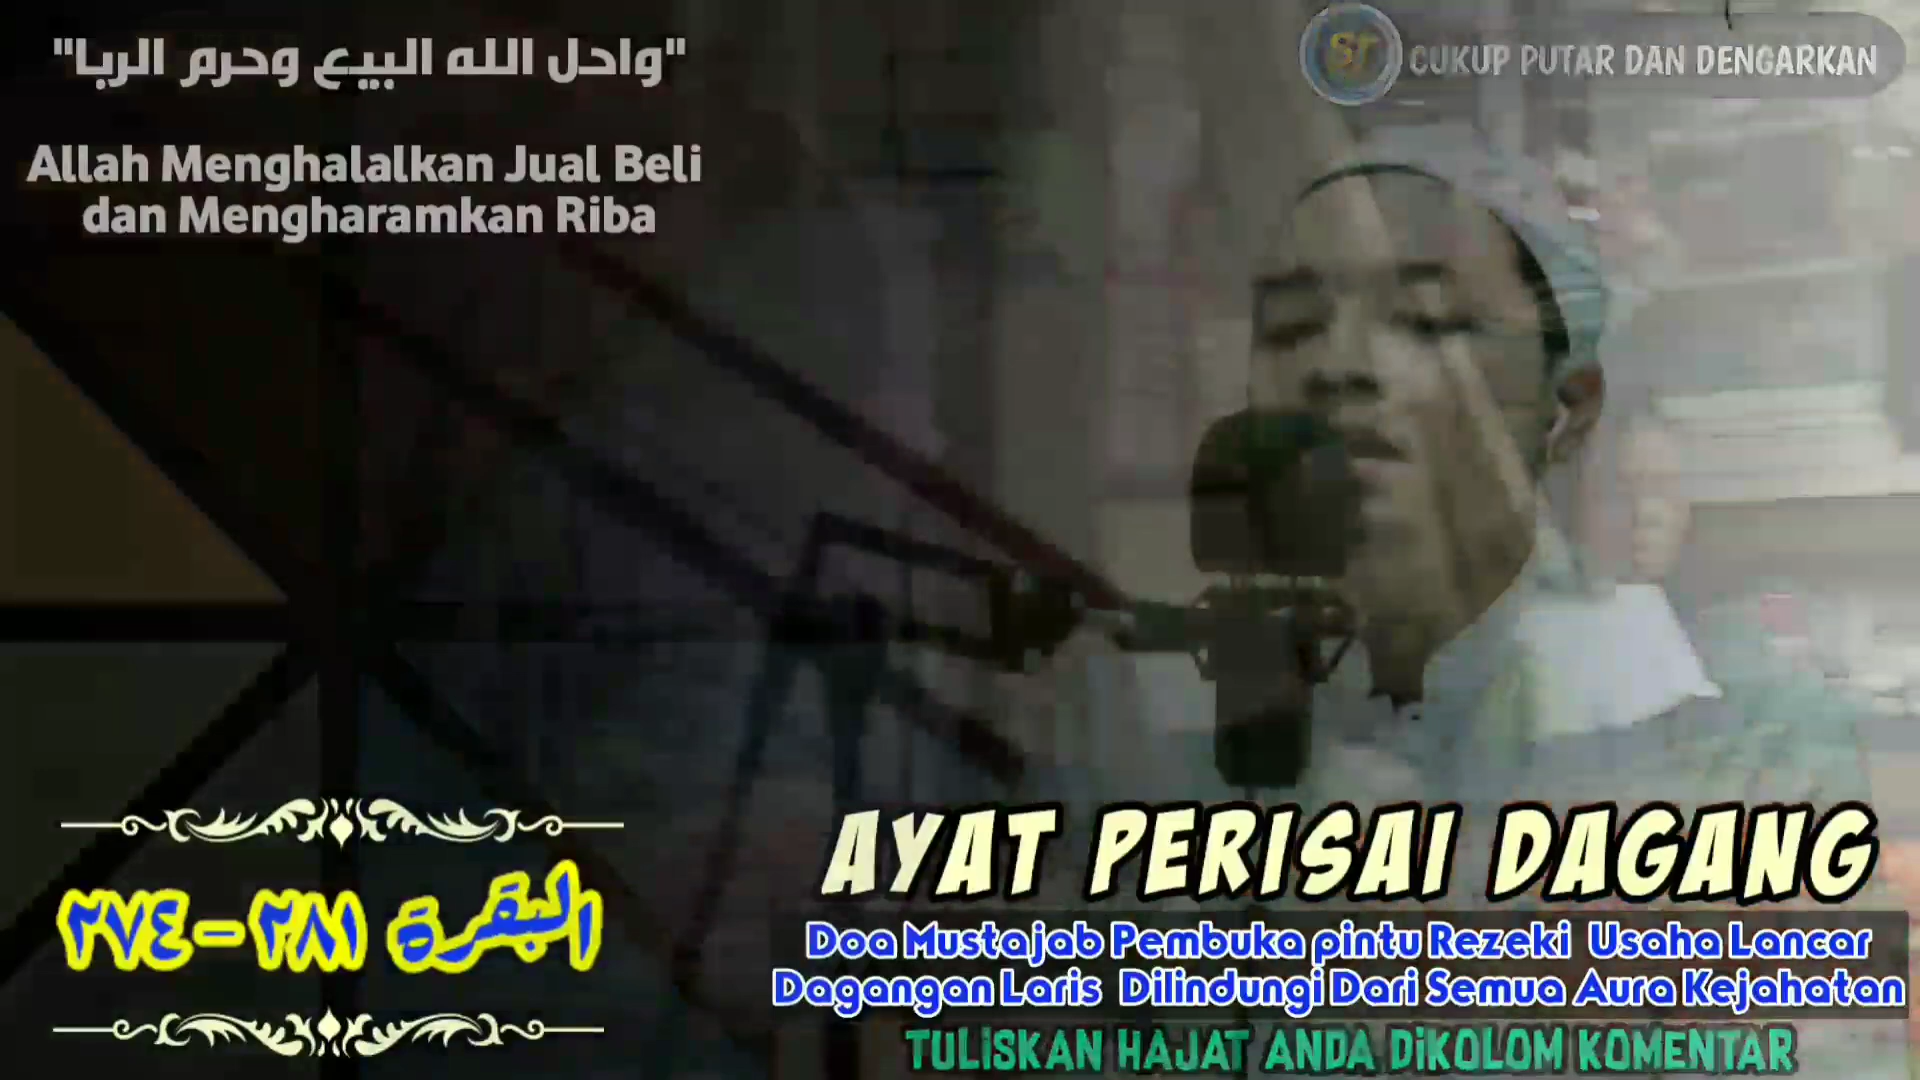 "واحل الله البيع وحرم الربا"
Allah Menghalalkan Jual Beli
dan Mengharamkan Riba
ST CUKUP PUTAR DAN DENGARKAN
البقرة ٢٨١ - ٢٧٤
AYAT PERISAI DAGANG
Doa Mustajab Pembuka pintu Rezeki Usaha Lancar
Dagangan Laris Dilindungi Dari Semua Aura Kejahatan
TULISKAN HAJAT ANDA DIKOLOM KOMENTAR